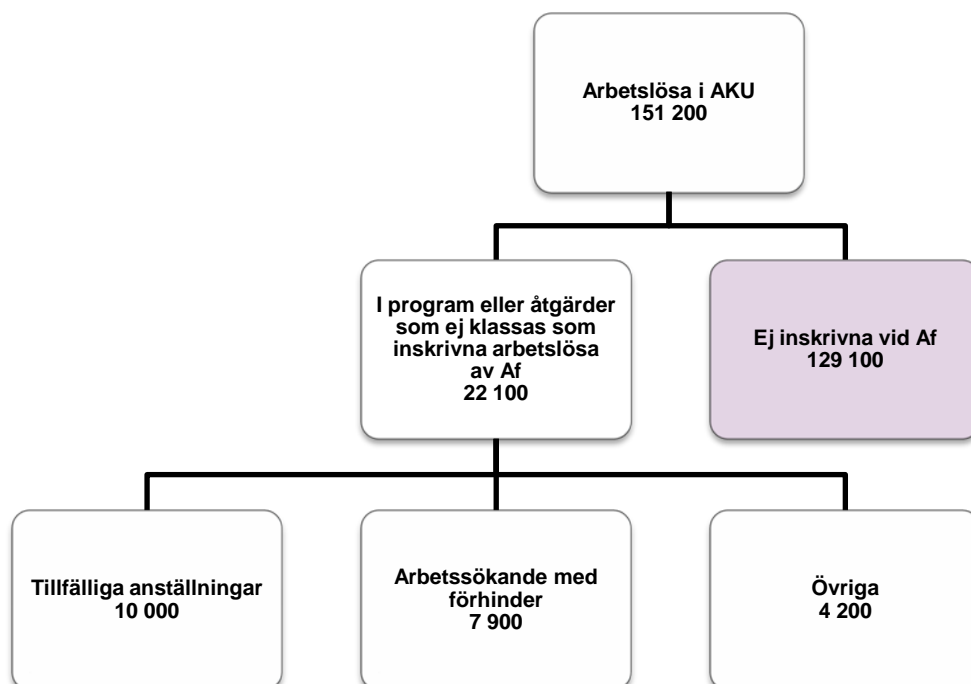 Arbetslösa i AKU
151 200
I program eller åtgärder
som ej klassas som
inskrivna arbetslösa
av Af
22 100
Ej inskrivna vid Af
129 100
Tillfälliga anställningar
10 000
Arbetssökande med
förhinder
7 900
Övriga
4 200